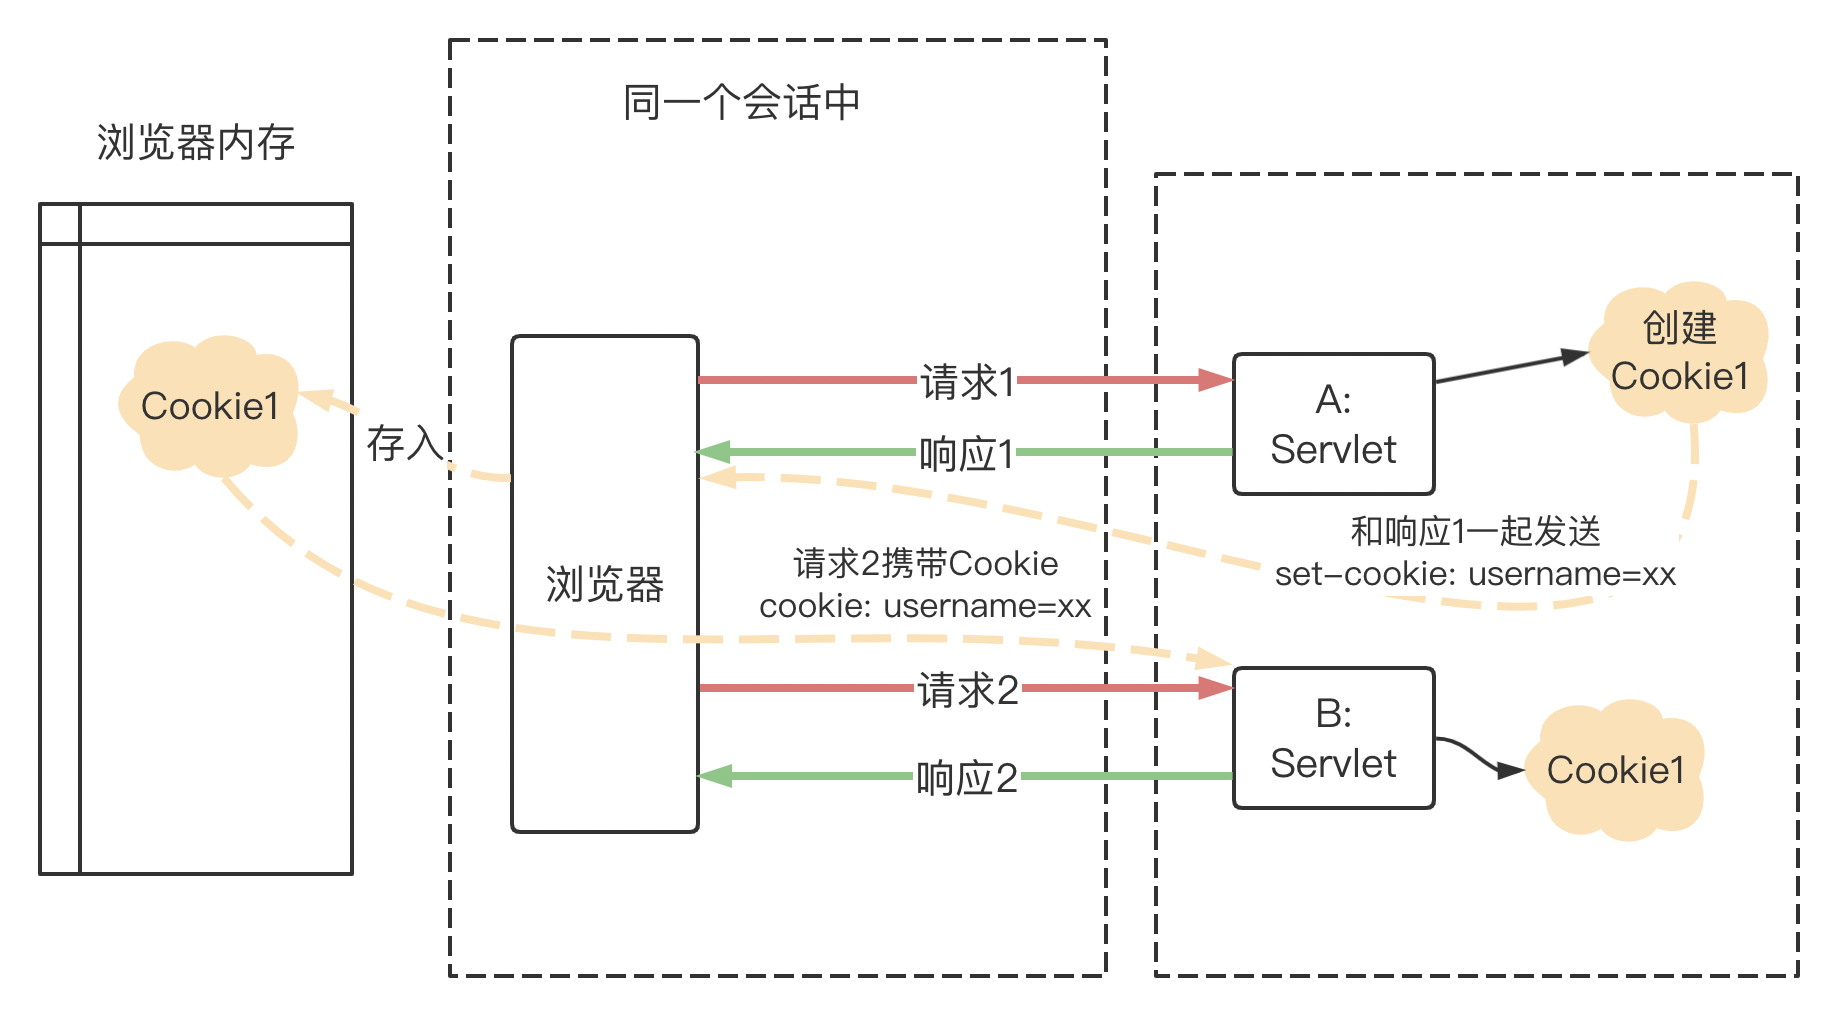 同一个会话中
浏览器内存
Cookie1
存入
浏览器
请求1
响应1
请求2携带Cookie
cookie: username=xx
请求2
响应2
A:
Servlet
创建
Cookie1
和响应1一起发送
set-cookie: username=xx
B:
Servlet
Cookie1